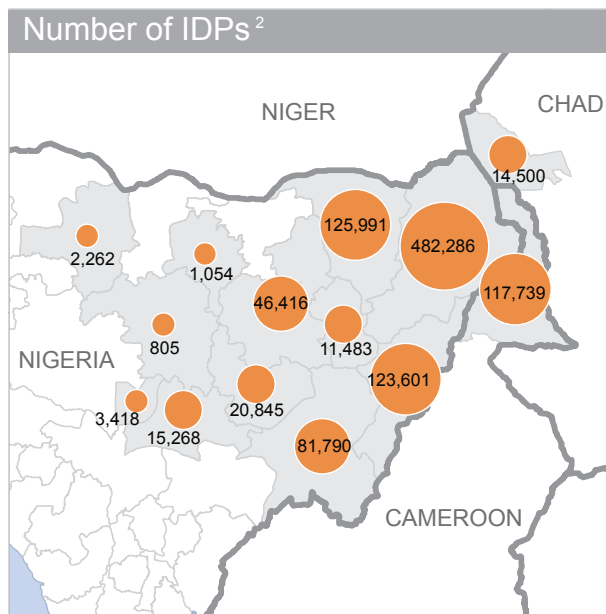 Number of IDPs 2
NIGER
CHAD
14,500
125,991
482,286
2,262
1,054
117,739
46,416
11,483
805
NIGERIA
123,601
20,845
3,418
15,268
81,790
CAMEROON